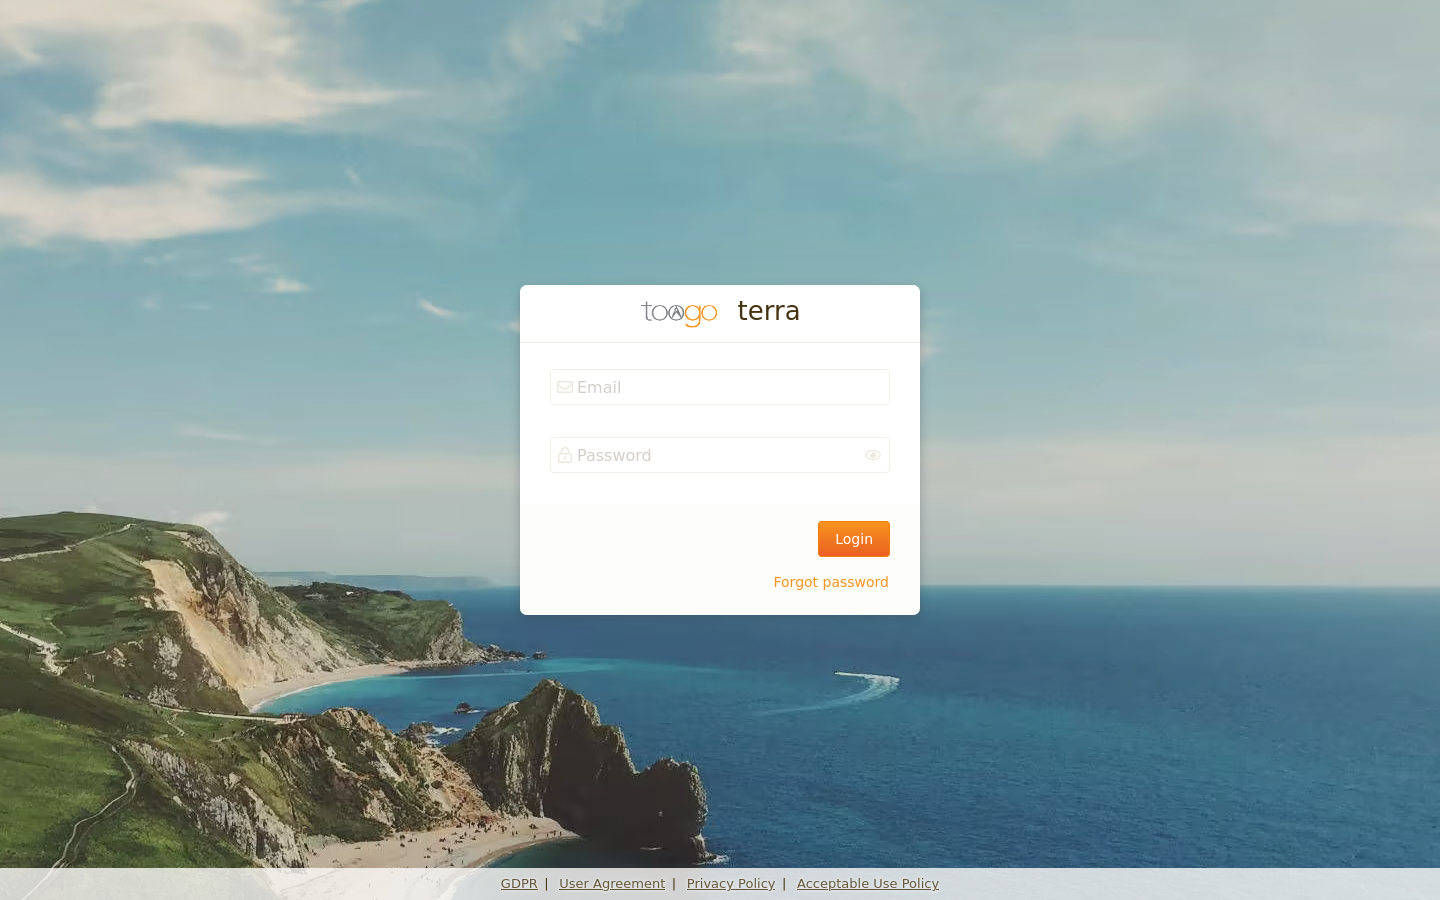 toogo terra
Email
Password
Login
Forgot password
GDPR | User Agreement | Privacy Policy | Acceptable Use Policy